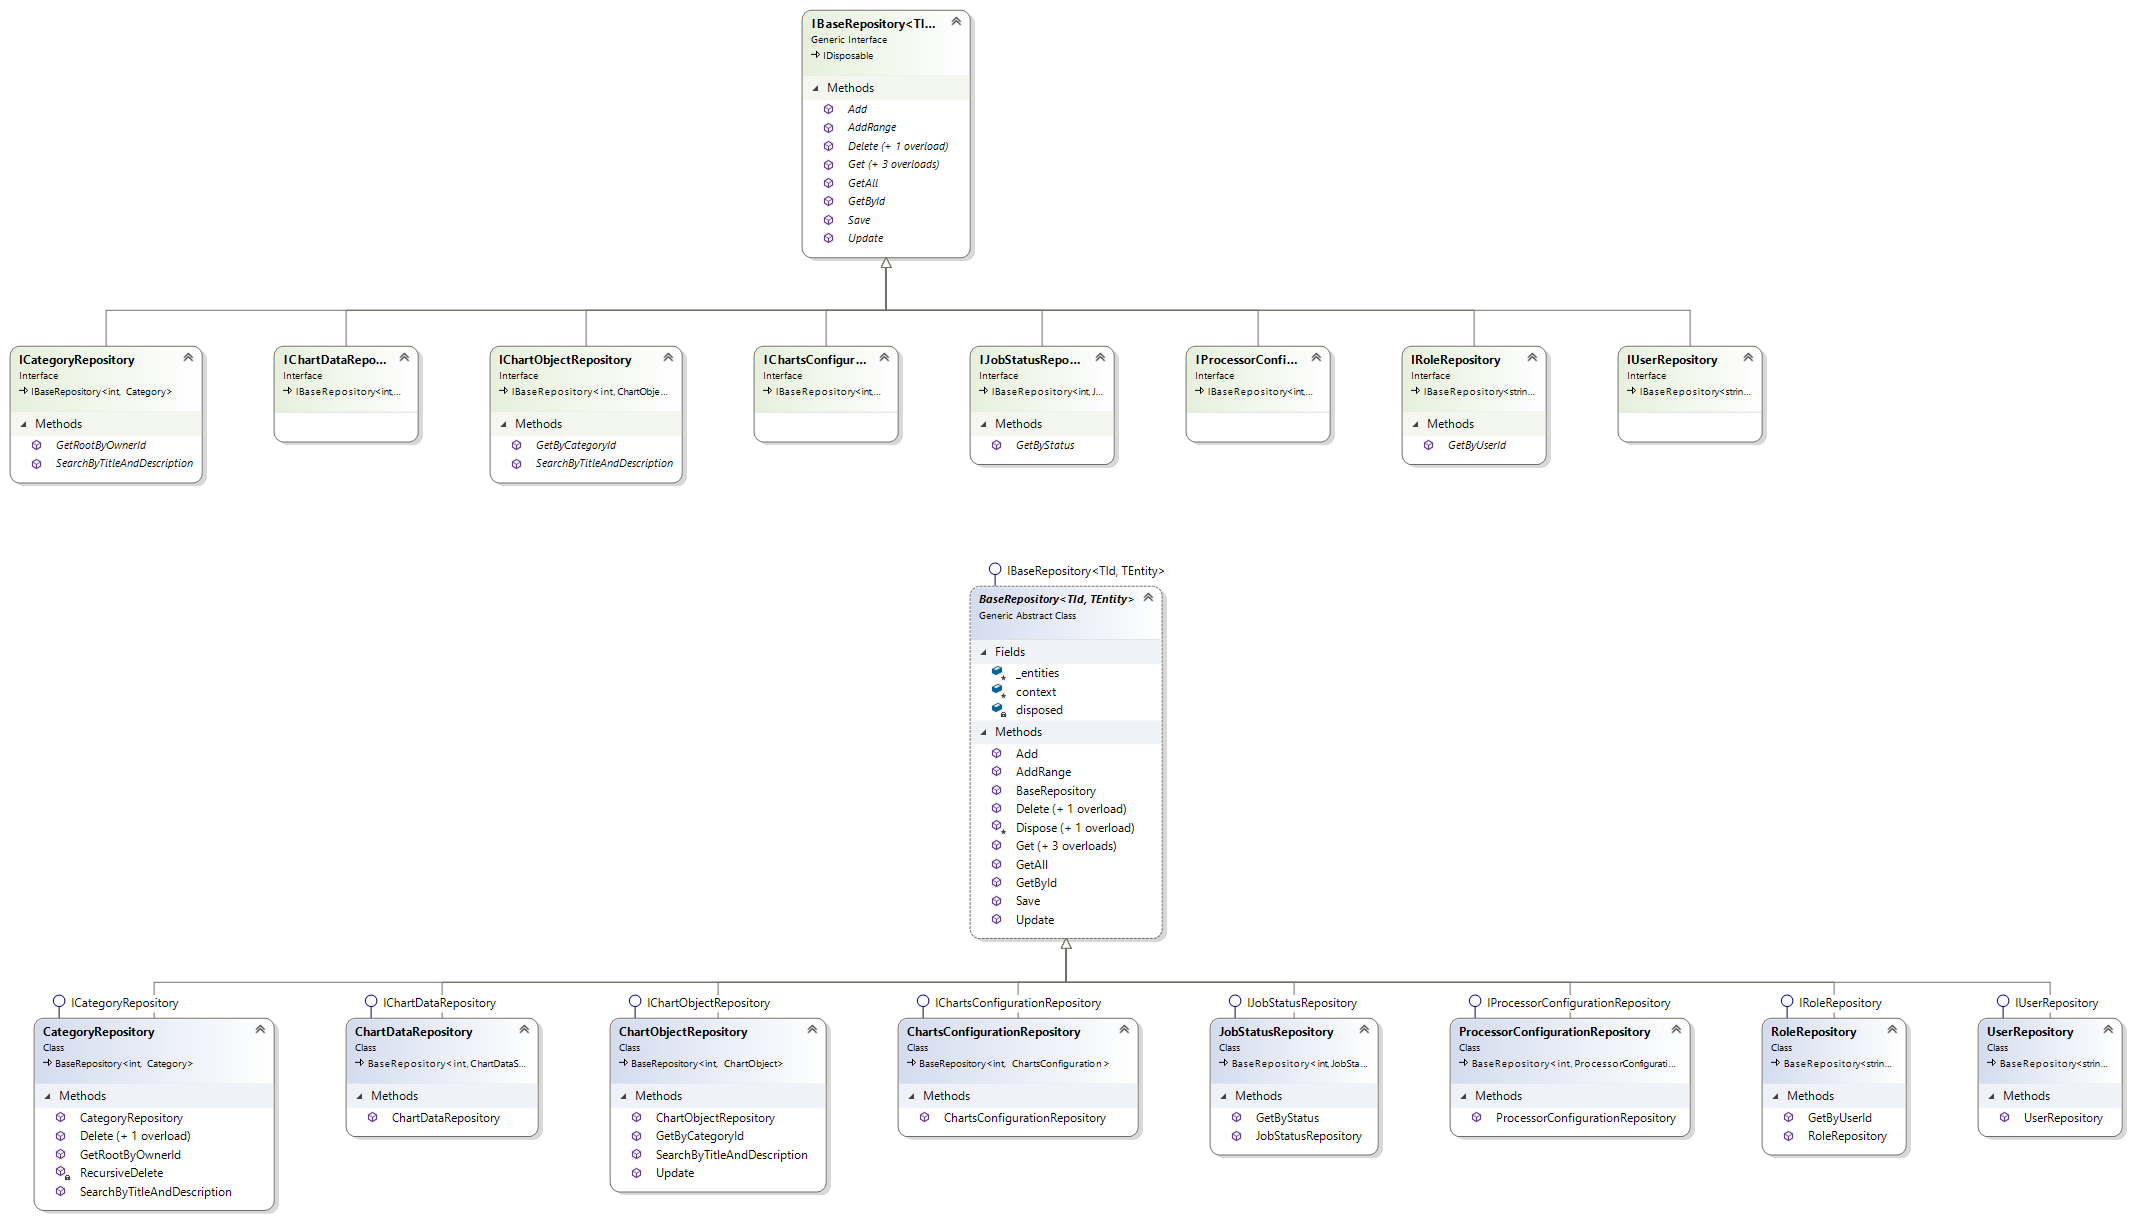 IBaseRepository<TI...
Generic Interface
IDisposable
Methods
Add
AddRange
Delete (+ 1 overload)
Get (+ 3 overloads)
GetAll
GetById
Save
Update
ICategoryRepository
Interface
IBaseRepository<int, Category>
Methods
GetRootByOwnerId
SearchByTitleAndDescription
IChartDataRepo...
Interface
IBaseRepository<int,...
IChartObjectRepository
Interface
IBaseRepository<int, ChartObje...
Methods
GetByCategoryId
SearchByTitleAndDescription
IChartsConfigur...
Interface
IBaseRepository<int,...
IJobStatusRepo...
Interface
IBaseRepository<int, J...
Methods
GetByStatus
IProcessorConfi...
Interface
IBaseRepository<int,...
IRoleRepository
Interface
IBaseRepository<strin...
Methods
GetByUserId
IUserRepository
Interface
IBaseRepository<strin...
IBaseRepository<TId, TEntity>
BaseRepository<TId, TEntity>
Generic Abstract Class
Fields
_entities
context
disposed
Methods
Add
AddRange
BaseRepository
Delete (+ 1 overload)
Dispose (+ 1 overload)
Get (+ 3 overloads)
GetAll
GetById
Save
Update
ICategoryRepository
CategoryRepository
Class
BaseRepository<int, Category>
Methods
CategoryRepository
Delete (+ 1 overload)
GetRootByOwnerId
RecursiveDelete
SearchByTitleAndDescription
IChartDataRepository
ChartDataRepository
Class
BaseRepository<int, ChartDataS...
Methods
ChartDataRepository
IChartObjectRepository
ChartObjectRepository
Class
BaseRepository<int, ChartObject>
Methods
ChartObjectRepository
GetByCategoryId
SearchByTitleAndDescription
Update
IChartsConfigurationRepository
ChartsConfigurationRepository
Class
BaseRepository<int, ChartsConfiguration>
Methods
ChartsConfigurationRepository
IJobStatusRepository
JobStatusRepository
Class
BaseRepository<int, JobSta...
Methods
GetByStatus
JobStatusRepository
IProcessorConfigurationRepository
ProcessorConfigurationRepository
Class
BaseRepository<int, ProcessorConfigurati...
Methods
ProcessorConfigurationRepository
IRoleRepository
RoleRepository
Class
BaseRepository<strin...
Methods
GetByUserId
RoleRepository
IUserRepository
UserRepository
Class
BaseRepository<strin...
Methods
UserRepository